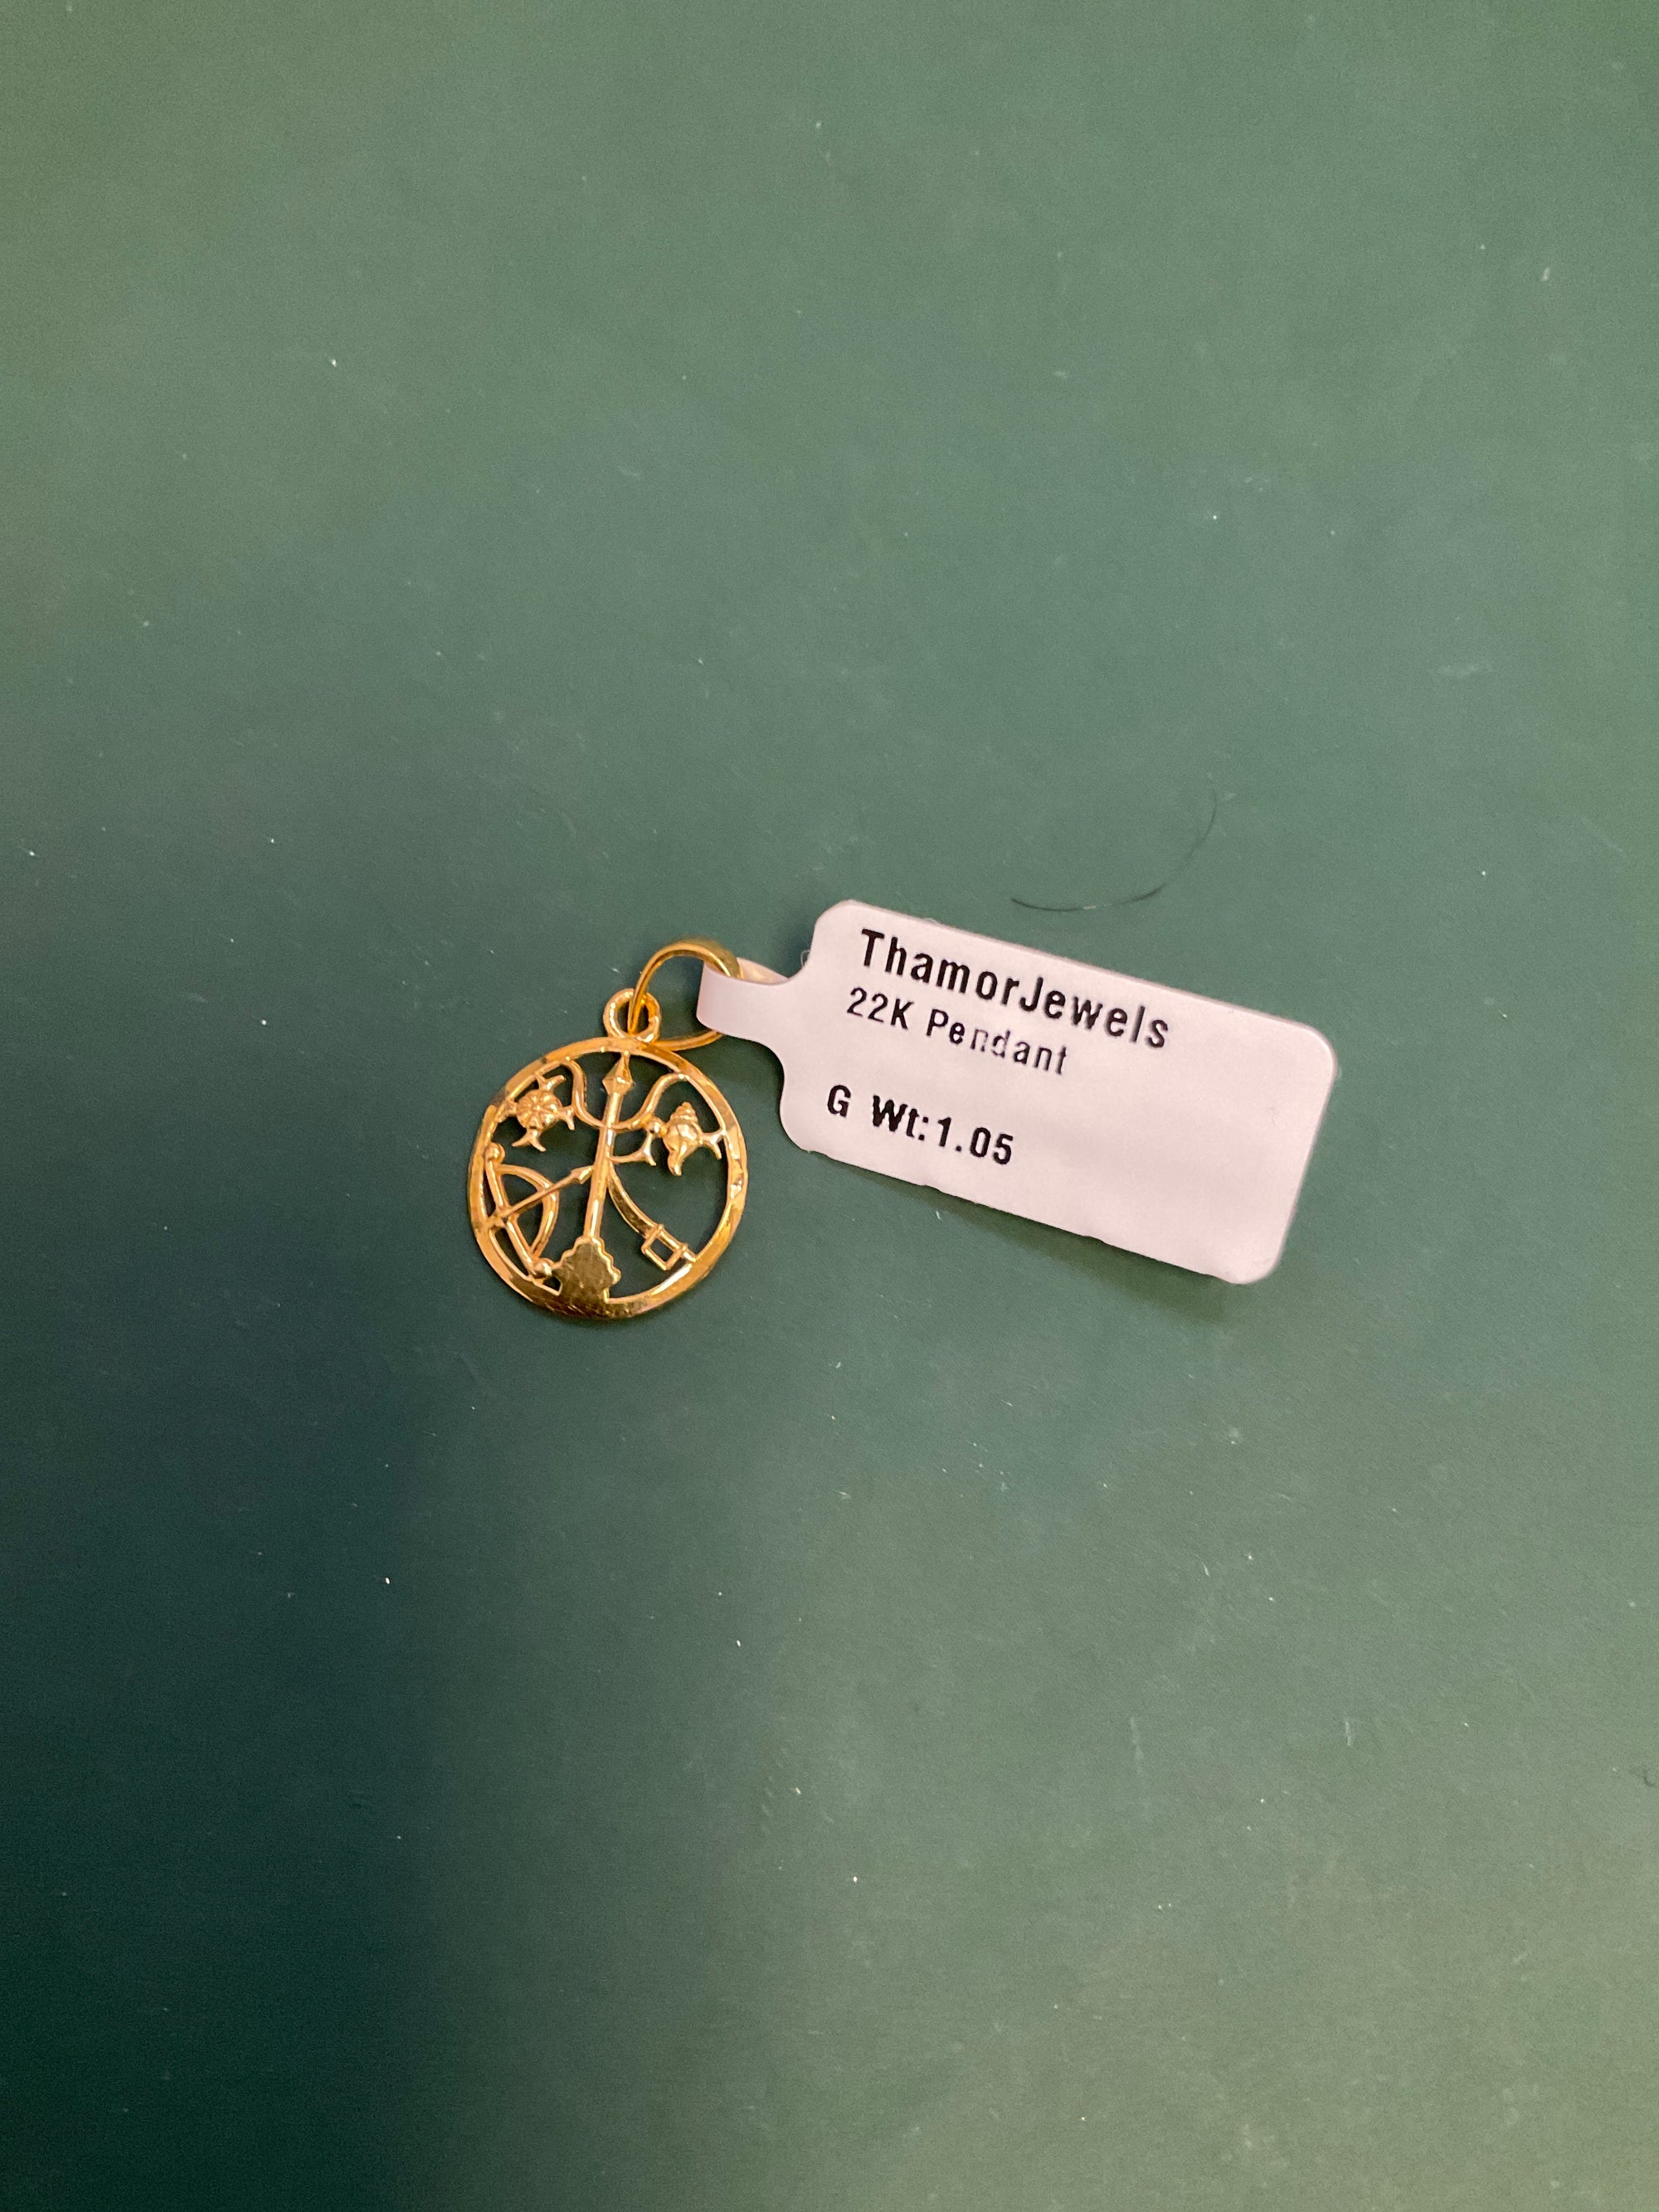 ThamorJewels
22K Pendant
G Wt:1.05